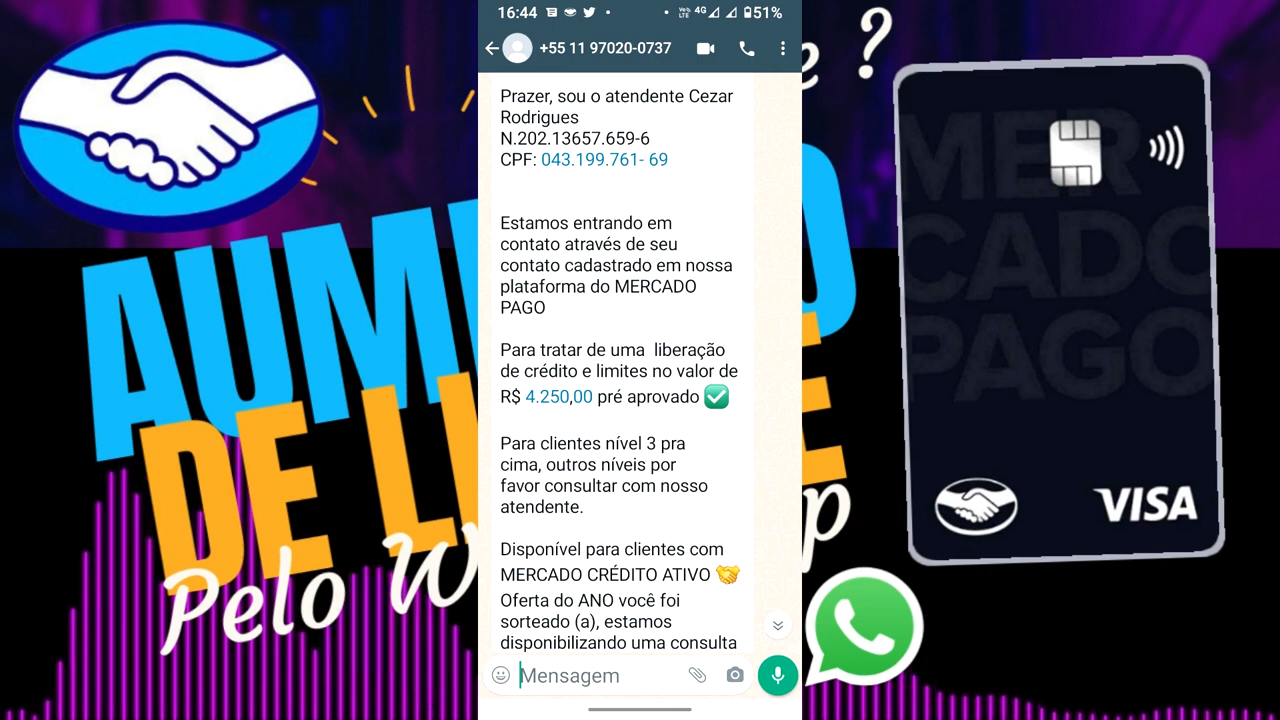 16:44
VoLTE 4G 51%
+55 11 97020-0737
Prazer, sou o atendente Cezar
Rodrigues
N.202.13657.659-6
CPF: 043.199.761- 69
Estamos entrando em
contato através de seu
contato cadastrado em nossa
plataforma do MERCADO
PAGO
Para tratar de uma  liberação
de crédito e limites no valor de
R$ 4.250,00 pré aprovado ✅
Para clientes nível 3 pra
cima, outros níveis por
favor consultar com nosso
atendente.
Disponível para clientes com
MERCADO CRÉDITO ATIVO 🤝
Oferta do ANO você foi
sorteado (a), estamos
disponibilizando uma consulta
Mensagem
AUM
DE LI
Pelo W
e ?
O
E
p
MER
CADO
PAGO
VISA